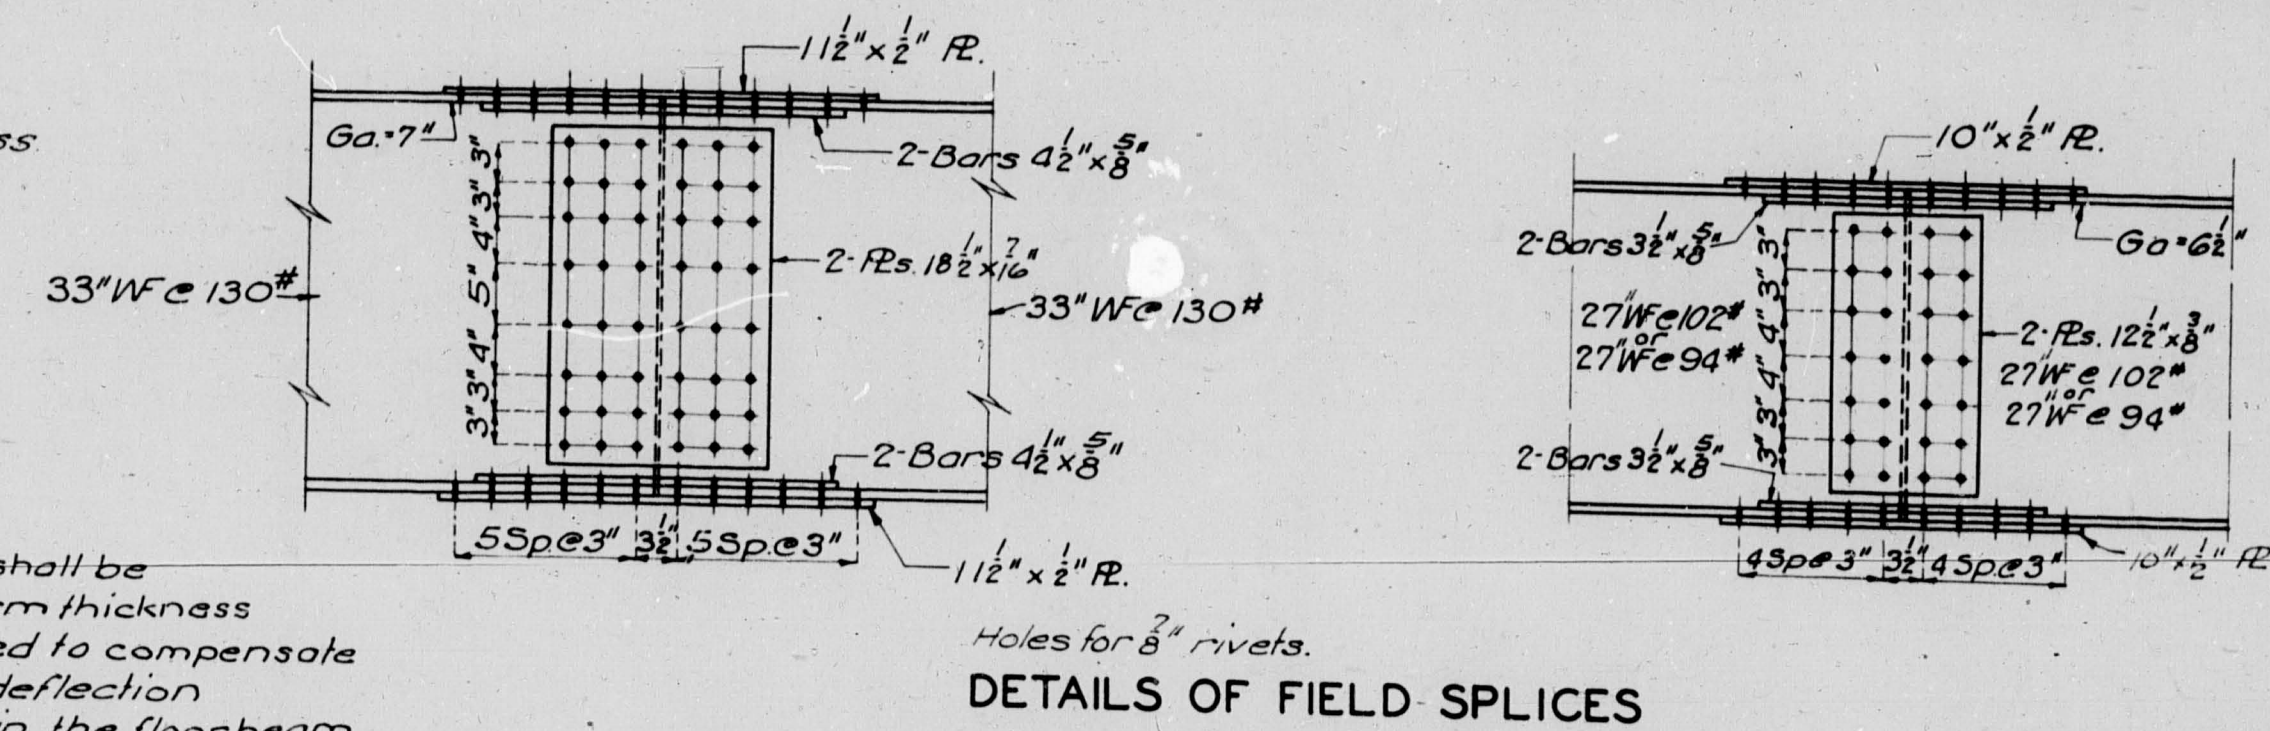 ss.
11 1/2" x 1/2" PL.
Ga.=7"
2-Bars 4 1/2" x 5/8"
3" 3" 4" 5" 4" 3" 3"
33" WF @ 130#
2-PLs. 18 1/2" x 7/16"
33" WF @ 130#
2-Bars 4 1/2" x 5/8"
5 Sp. @ 3" 3 1/2" 5 Sp. @ 3"
11 1/2" x 1/2" PL.
10" x 1/2" PL.
2-Bars 3 1/2" x 5/8"
Ga = 6 1/2"
27" WF @ 102#
or
27" WF @ 94#
3" 3" 4" 4" 3" 3"
2-PLs. 12 1/2" x 3/8"
27" WF @ 102#
or
27" WF @ 94#
2-Bars 3 1/2" x 5/8"
4 Sp @ 3" 3 1/2" 4 Sp. @ 3"
10" x 1/2" PL
shall be
thickness
to compensate
deflection
in the floorbeam
Holes for 7/8" rivets.
DETAILS OF FIELD SPLICES